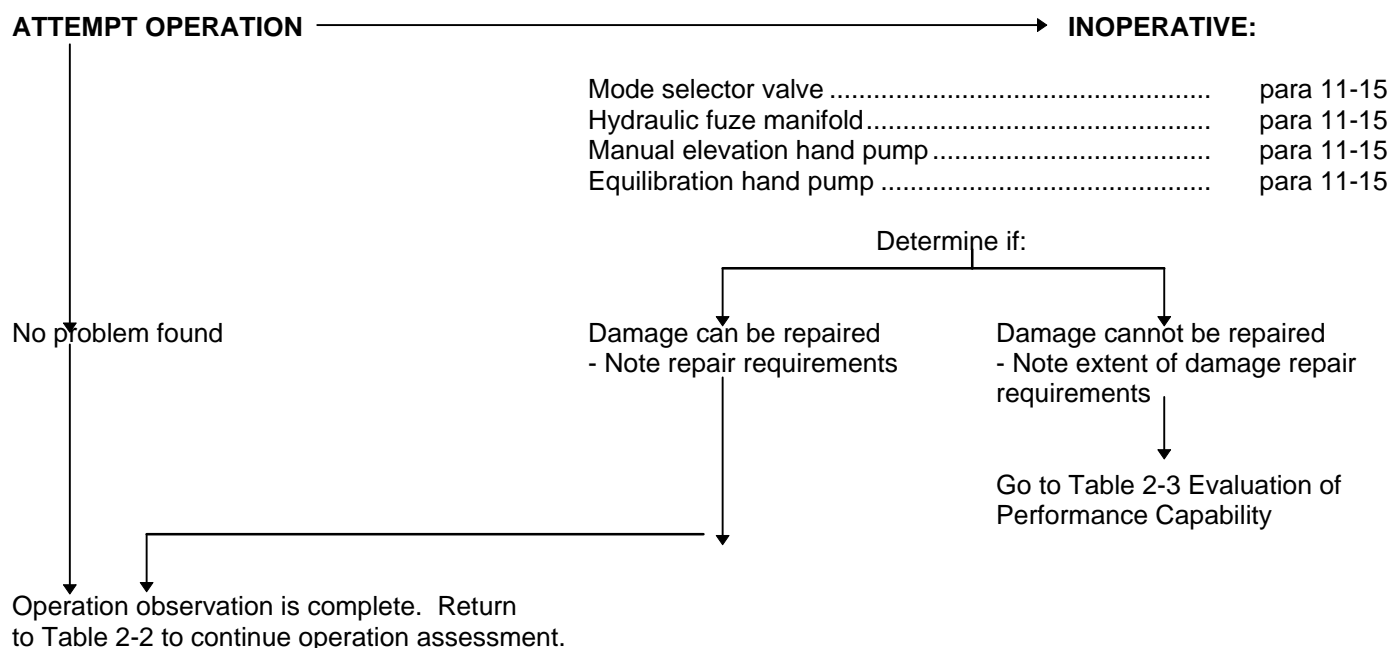 ATTEMPT OPERATION
INOPERATIVE:
Mode selector valve .................................................... para 11-15
Hydraulic fuze manifold............................................... para 11-15
Manual elevation hand pump...................................... para 11-15
Equilibration hand pump ............................................. para 11-15
Determine if:
No problem found
Damage can be repaired
- Note repair requirements
Damage cannot be repaired
- Note extent of damage repair
requirements
Go to Table 2-3 Evaluation of
Performance Capability
Operation observation is complete.  Return
to Table 2-2 to continue operation assessment.